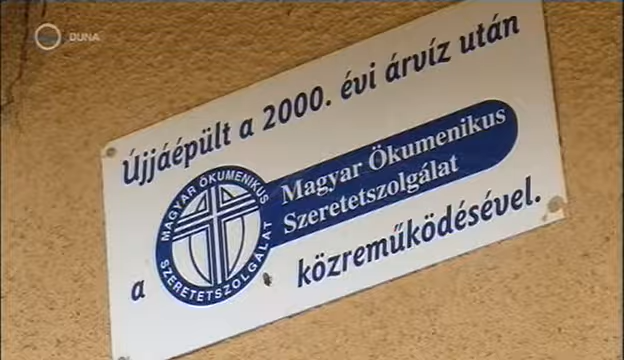 DUNA
Újjáépült a 2000. évi árvíz után
a
MAGYAR ÖKUMENIKUS
SZERETETSZOLGÁLAT
Magyar Ökumenikus
Szeretetszolgálat
közreműködésével.